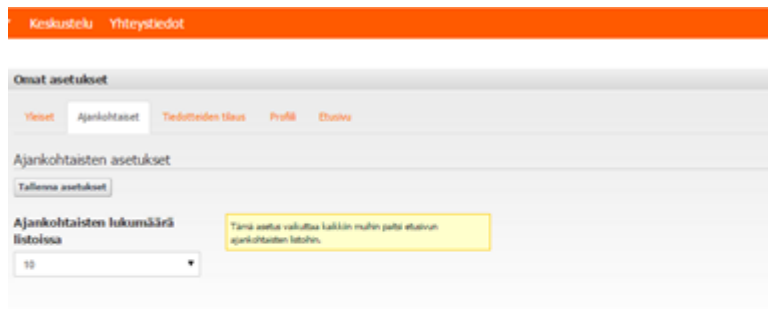 Keskustelu Yhteystiedot
Omat asetukset
Yleiset Ajankohtaiset Tiedotteiden tilaus Profiili Etusivu
Ajankohtaisten asetukset
Tallenna asetukset
Ajankohtaisten lukumäärä
listoissa
Tämä asetus vaikuttaa kaikkiin muihin paitsi etusivun
ajankohtaisten listoihin.
10